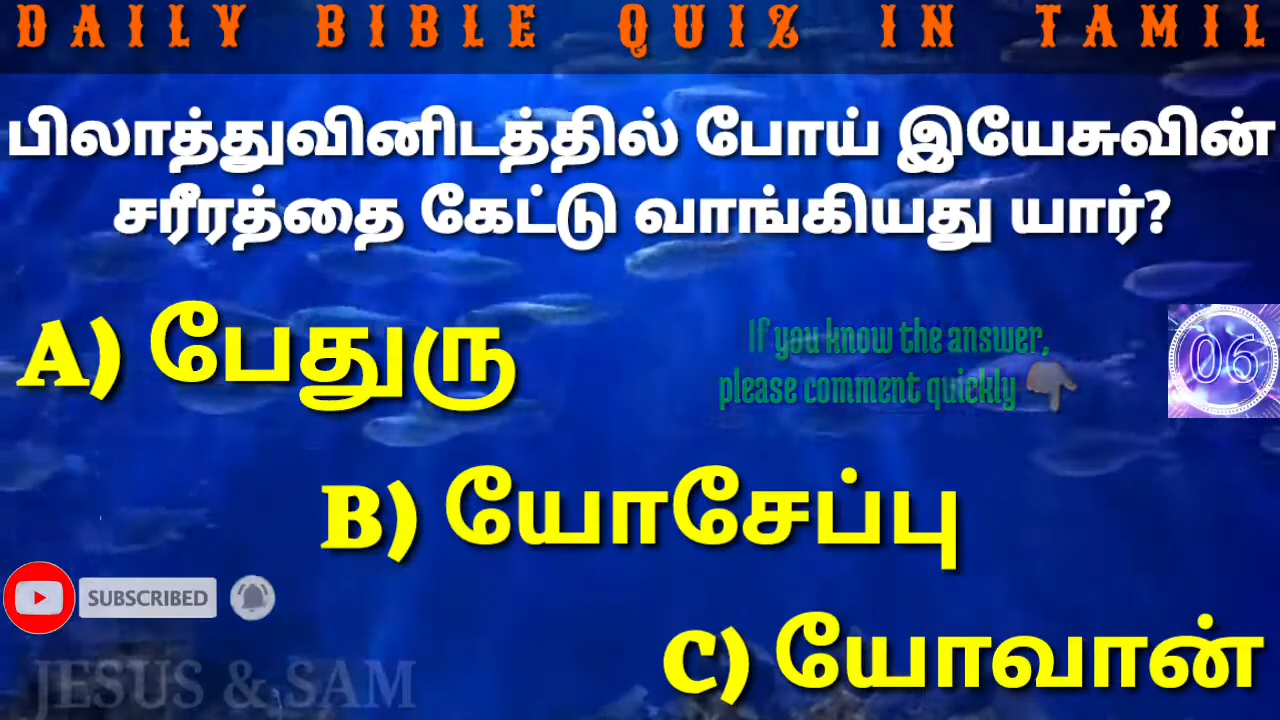 DAILY BIBLE QUIZ IN TAMIL
பிலாத்துவினிடத்தில் போய் இயேசுவின்
சரீரத்தை கேட்டு வாங்கியது யார்?
A) பேதுரு
If you know the answer,
please comment quickly 👇
06
B) யோசேப்பு
SUBSCRIBED
C) யோவான்
JESUS & SAM